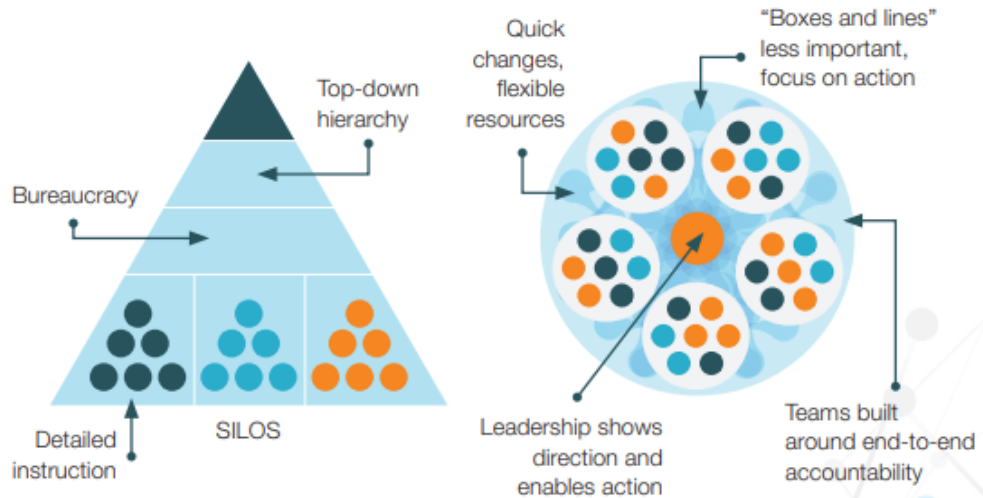 Top-down
hierarchy
Bureaucracy
Detailed
instruction
SILOS
Quick
changes,
flexible
resources
“Boxes and lines”
less important,
focus on action
Leadership shows
direction and
enables action
Teams built
around end-to-end
accountability